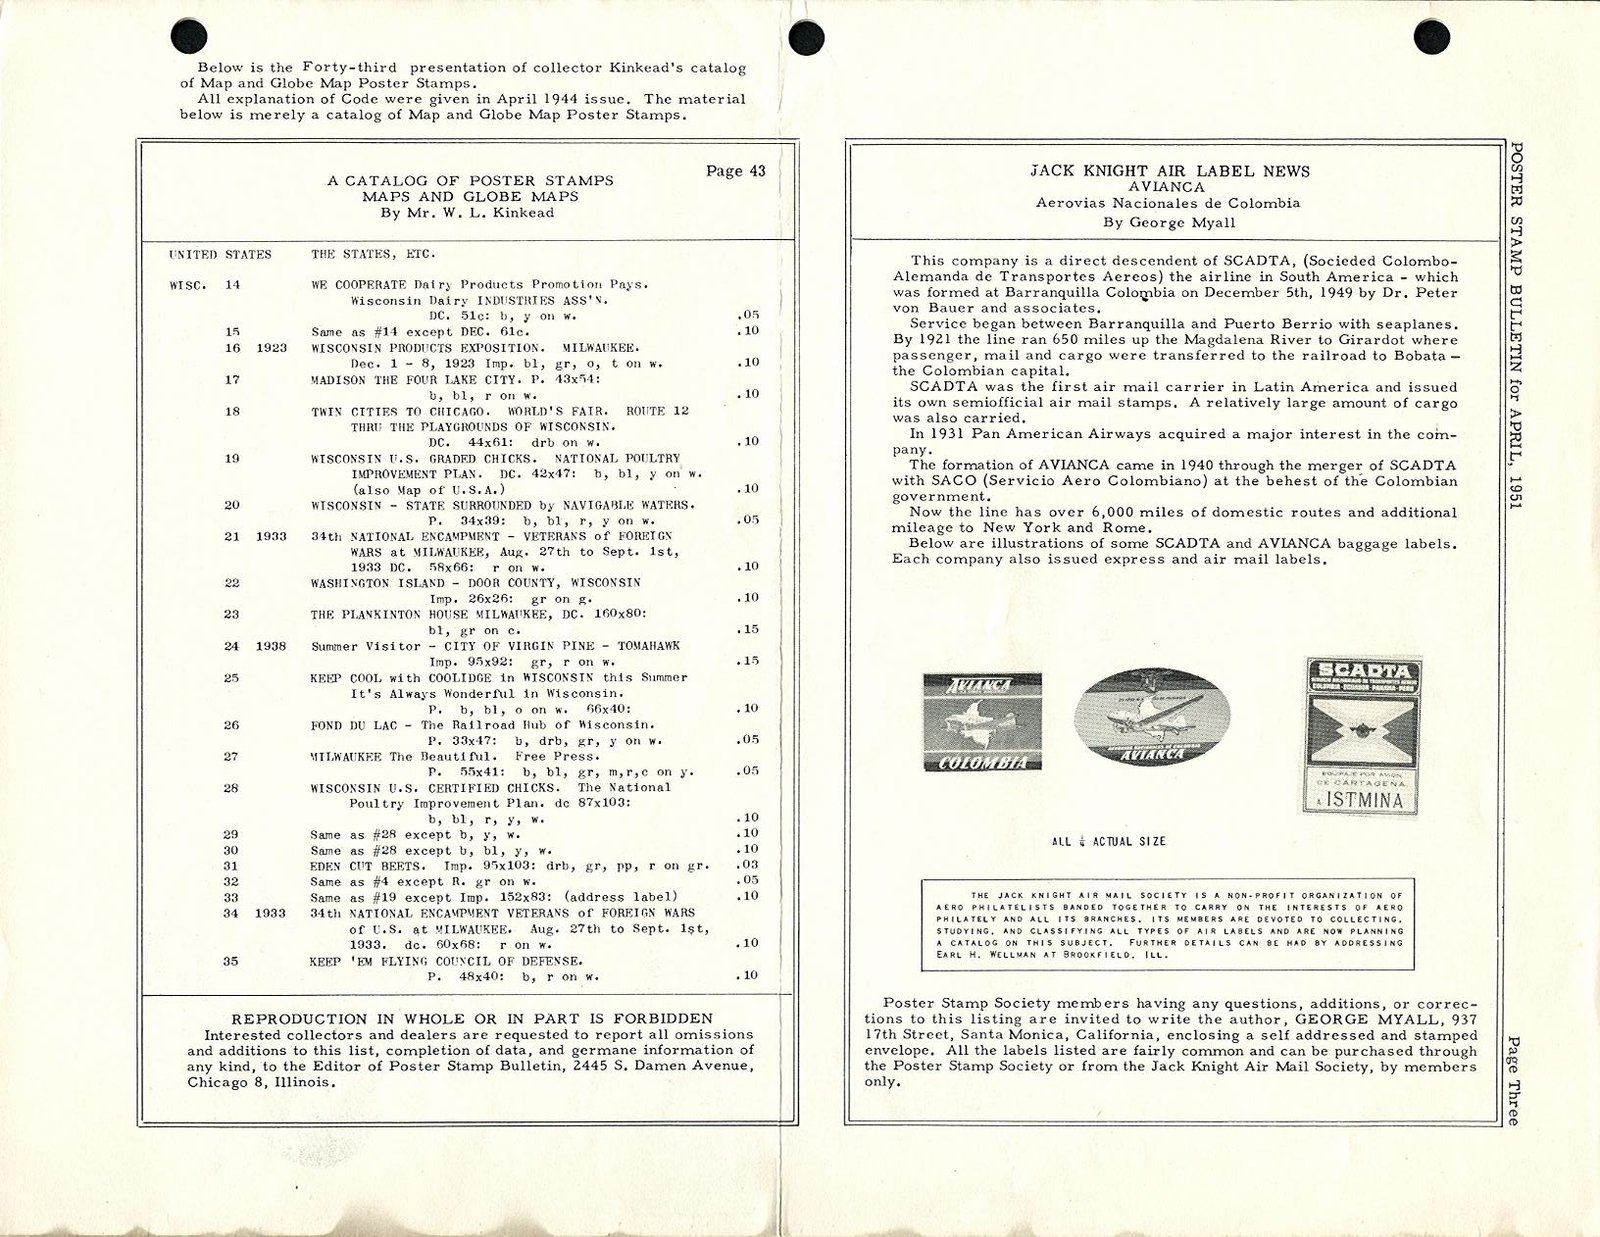 Below is the Forty-third presentation of collector Kinkead's catalog
of Map and Globe Map Poster Stamps.
All explanation of Code were given in April 1944 issue. The material
below is merely a catalog of Map and Globe Map Poster Stamps.
Page 43
A CATALOG OF POSTER STAMPS
MAPS AND GLOBE MAPS
By Mr. W. L. Kinkead
UNITED STATES THE STATES, ETC.
WISC. 14 WE COOPERATE Dairy Products Promotion Pays.
Wisconsin Dairy INDUSTRIES ASS'N.
DC. 51c: b, y on w. .05
15 Same as #14 except DEC. 61c. .10
16 1923 WISCONSIN PRODUCTS EXPOSITION. MILWAUKEE.
Dec. 1 - 8, 1923 Imp. bl, gr, o, t on w. .10
17 MADISON THE FOUR LAKE CITY. P. 43x54:
b, bl, r on w. .10
18 TWIN CITIES TO CHICAGO. WORLD'S FAIR. ROUTE 12
THRU THE PLAYGROUNDS OF WISCONSIN.
DC. 44x61: drb on w. .10
19 WISCONSIN U.S. GRADED CHICKS. NATIONAL POULTRY
IMPROVEMENT PLAN. DC. 42x47: b, bl, y on w.
(also Map of U.S.A.) .10
20 WISCONSIN - STATE SURROUNDED by NAVIGABLE WATERS.
P. 34x39: b, bl, r, y on w. .05
21 1933 34th NATIONAL ENCAMPMENT - VETERANS of FOREIGN
WARS at MILWAUKEE, Aug. 27th to Sept. 1st,
1933 DC. 58x66: r on w. .10
22 WASHINGTON ISLAND - DOOR COUNTY, WISCONSIN
Imp. 26x26: gr on g. .10
23 THE PLANKINTON HOUSE MILWAUKEE, DC. 160x80:
bl, gr on c. .15
24 1938 Summer Visitor - CITY OF VIRGIN PINE - TOMAHAWK
Imp. 95x92: gr, r on w. .15
25 KEEP COOL with COOLIDGE in WISCONSIN this Summer
It's Always Wonderful in Wisconsin.
P. b, bl, o on w. 66x40: .10
26 FOND DU LAC - The Railroad Hub of Wisconsin.
P. 33x47: b, drb, gr, y on w. .05
27 MILWAUKEE The Beautiful. Free Press.
P. 55x41: b, bl, gr, m,r,c on y. .05
28 WISCONSIN U.S. CERTIFIED CHICKS. The National
Poultry Improvement Plan. dc 87x103:
b, bl, r, y, w. .10
29 Same as #28 except b, y, w. .10
30 Same as #28 except b, bl, y, w. .10
31 EDEN CUT BEETS. Imp. 95x103: drb, gr, pp, r on gr. .03
32 Same as #4 except R. gr on w. .05
33 Same as #19 except Imp. 152x83: (address label) .10
34 1933 34th NATIONAL ENCAMPMENT VETERANS of FOREIGN WARS
of U.S. at MILWAUKEE. Aug. 27th to Sept. 1st,
1933. dc. 60x68: r on w. .10
35 KEEP 'EM FLYING COUNCIL OF DEFENSE.
P. 48x40: b, r on w. .10
REPRODUCTION IN WHOLE OR IN PART IS FORBIDDEN
Interested collectors and dealers are requested to report all omissions
and additions to this list, completion of data, and germane information of
any kind, to the Editor of Poster Stamp Bulletin, 2445 S. Damen Avenue,
Chicago 8, Illinois.
JACK KNIGHT AIR LABEL NEWS
AVIANCA
Aerovias Nacionales de Colombia
By George Myall
This company is a direct descendent of SCADTA, (Socieded Colombo-
Alemanda de Transportes Aereos) the airline in South America - which
was formed at Barranquilla Colombia on December 5th, 1949 by Dr. Peter
von Bauer and associates.
Service began between Barranquilla and Puerto Berrio with seaplanes.
By 1921 the line ran 650 miles up the Magdalena River to Girardot where
passenger, mail and cargo were transferred to the railroad to Bobata —
the Colombian capital.
SCADTA was the first air mail carrier in Latin America and issued
its own semiofficial air mail stamps. A relatively large amount of cargo
was also carried.
In 1931 Pan American Airways acquired a major interest in the com-
pany.
The formation of AVIANCA came in 1940 through the merger of SCADTA
with SACO (Servicio Aero Colombiano) at the behest of the Colombian
government.
Now the line has over 6,000 miles of domestic routes and additional
mileage to New York and Rome.
Below are illustrations of some SCADTA and AVIANCA baggage labels.
Each company also issued express and air mail labels.
AVIANCA
COLOMBIA
AEROVIAS NACIONALES DE COLOMBIA
AVIANCA
SCADTA
COLOMBIA - ECUADOR - PANAMA - PERU
EQUIPAJE POR AVION
DE CARTAGENA
A ISTMINA
ALL ACTUAL SIZE
THE JACK KNIGHT AIR MAIL SOCIETY IS A NON-PROFIT ORGANIZATION OF
AERO PHILATELISTS BANDED TOGETHER TO CARRY ON THE INTERESTS OF AERO
PHILATELY AND ALL ITS BRANCHES. ITS MEMBERS ARE DEVOTED TO COLLECTING,
STUDYING, AND CLASSIFYING ALL TYPES OF AIR LABELS AND ARE NOW PLANNING
A CATALOG ON THIS SUBJECT. FURTHER DETAILS CAN BE HAD BY ADDRESSING
EARL H. WELLMAN AT BROOKFIELD, ILL.
Poster Stamp Society members having any questions, additions, or correc-
tions to this listing are invited to write the author, GEORGE MYALL, 937
17th Street, Santa Monica, California, enclosing a self addressed and stamped
envelope. All the labels listed are fairly common and can be purchased through
the Poster Stamp Society or from the Jack Knight Air Mail Society, by members
only.
POSTER STAMP BULLETIN for APRIL, 1951
Page Three